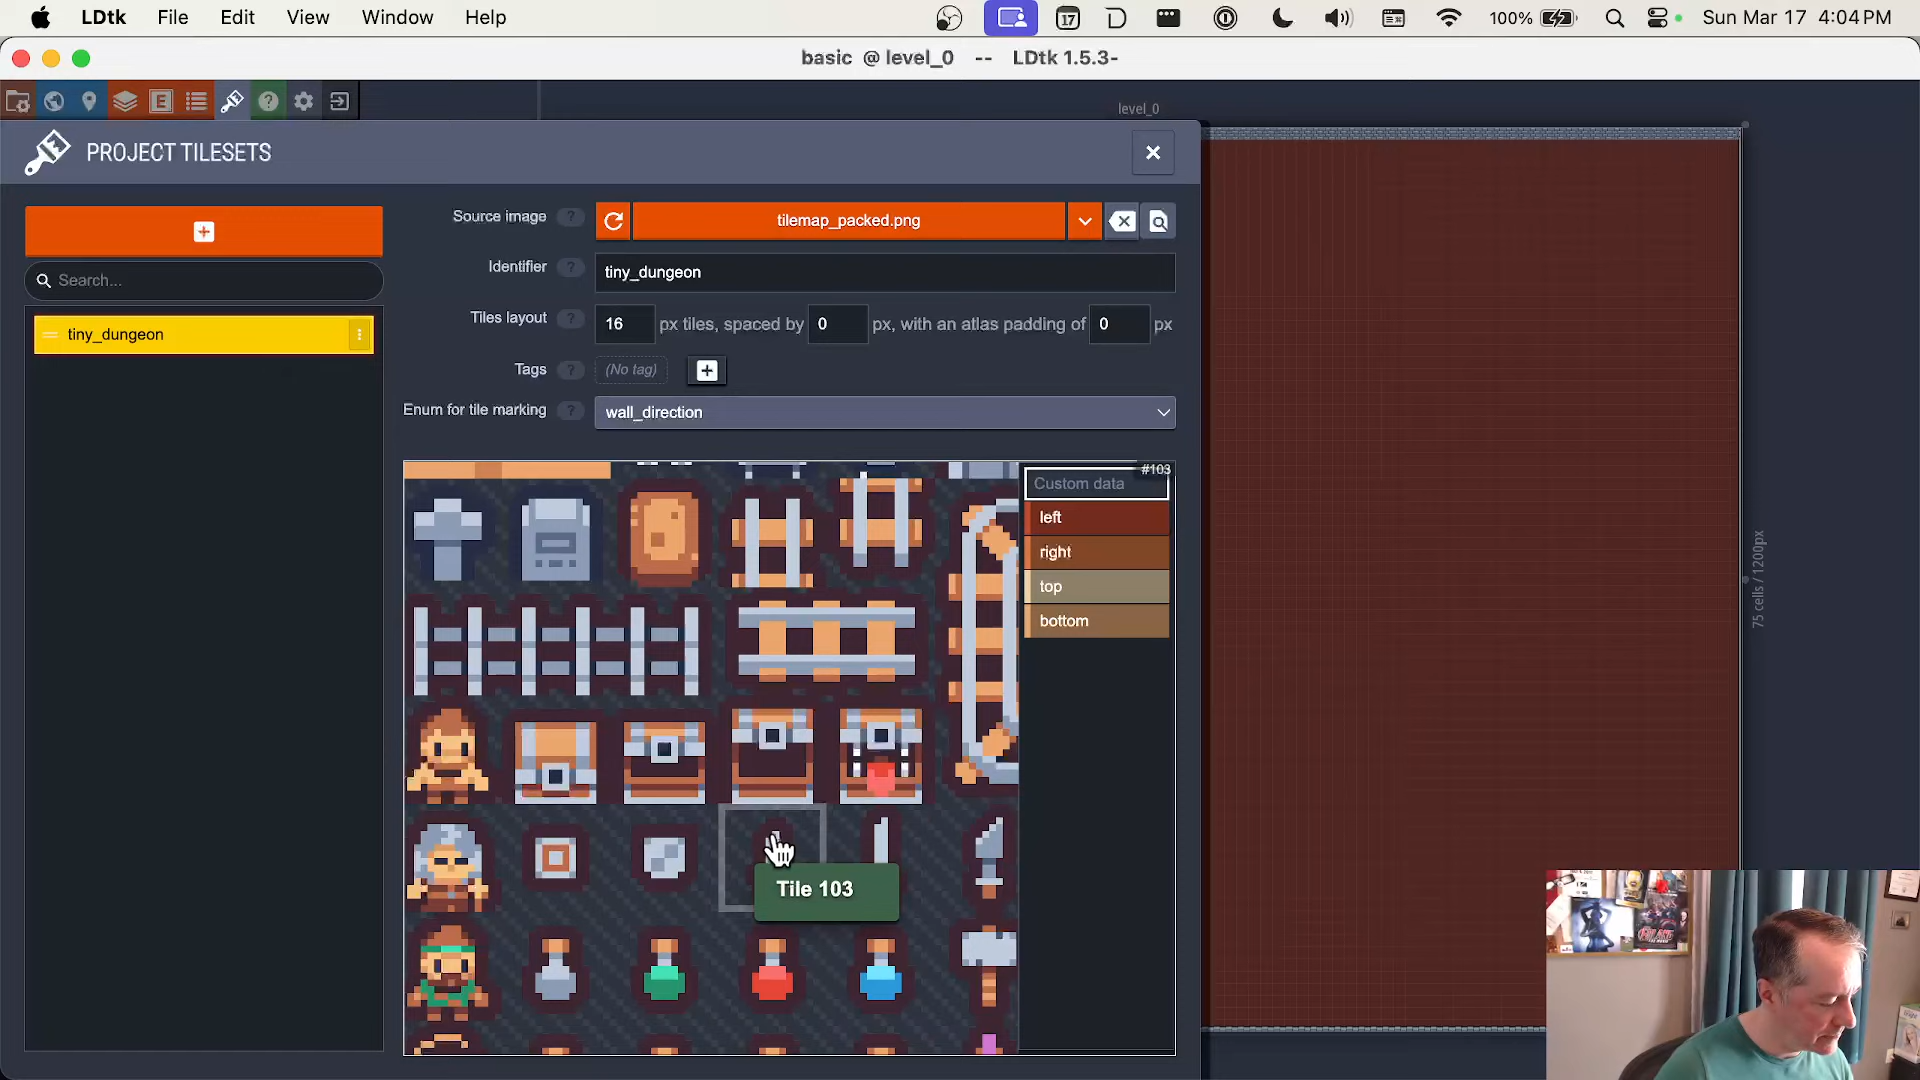 LDtk File Edit View Window Help 17 100% Sun Mar 17 4:04 PM
basic @ level_0 -- LDtk 1.5.3-
level_0
PROJECT TILESETS
Source image ? tilemap_packed.png
Identifier ? tiny_dungeon
Search...
tiny_dungeon
Tiles layout ? 16 px tiles, spaced by 0 px, with an atlas padding of 0 px
Tags ? (No tag)
Enum for tile marking ? wall_direction
#103
Custom data
left
right
top
bottom
Tile 103
75 cells / 1200px